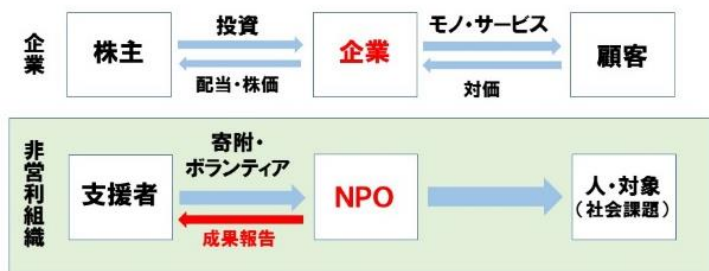 企業
株主
投資
配当・株価
企業
モノ・サービス
対価
顧客
非営利組織
支援者
寄附・
ボランティア
成果報告
NPO
人・対象
(社会課題)